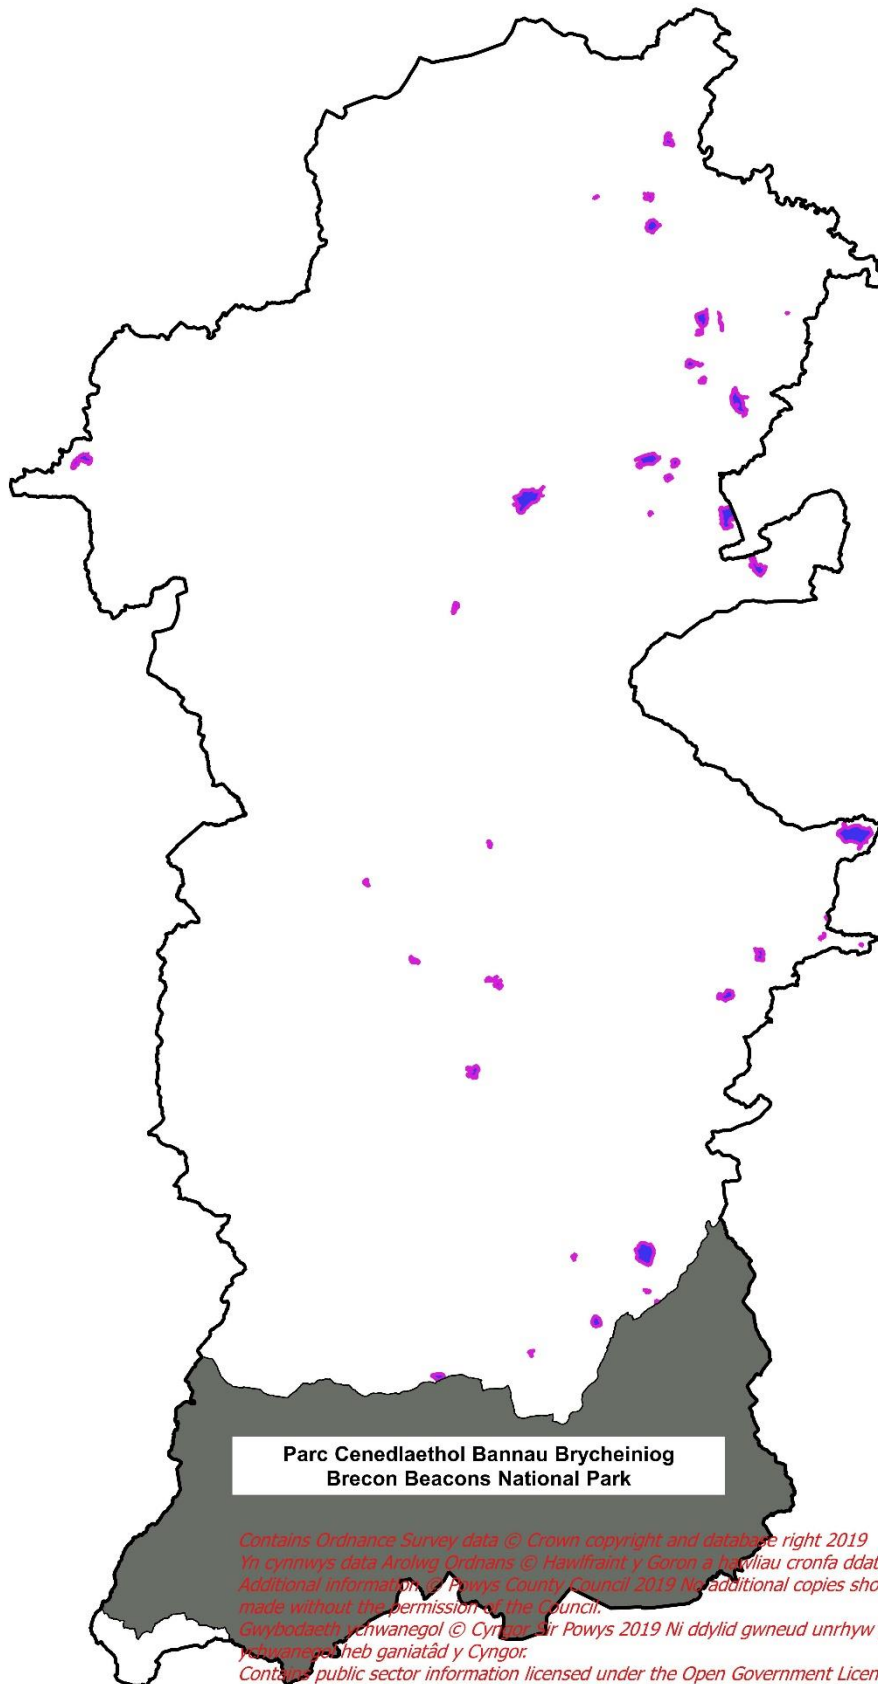 Parc Cenedlaethol Bannau Brycheiniog
Brecon Beacons National Park
Contains Ordnance Survey data © Crown copyright and database right 2019
Yn cynnwys data Arolwg Ordnans © Hawlfraint y Goron a hawliau cronfa ddat
Additional information © Powys County Council 2019 No additional copies sho
made without the permission of the Council.
Gwybodaeth ychwanegol © Cyngor Sir Powys 2019 Ni ddylid gwneud unrhyw
ychwanegol heb ganiatâd y Cyngor.
Contains public sector information licensed under the Open Government Licen